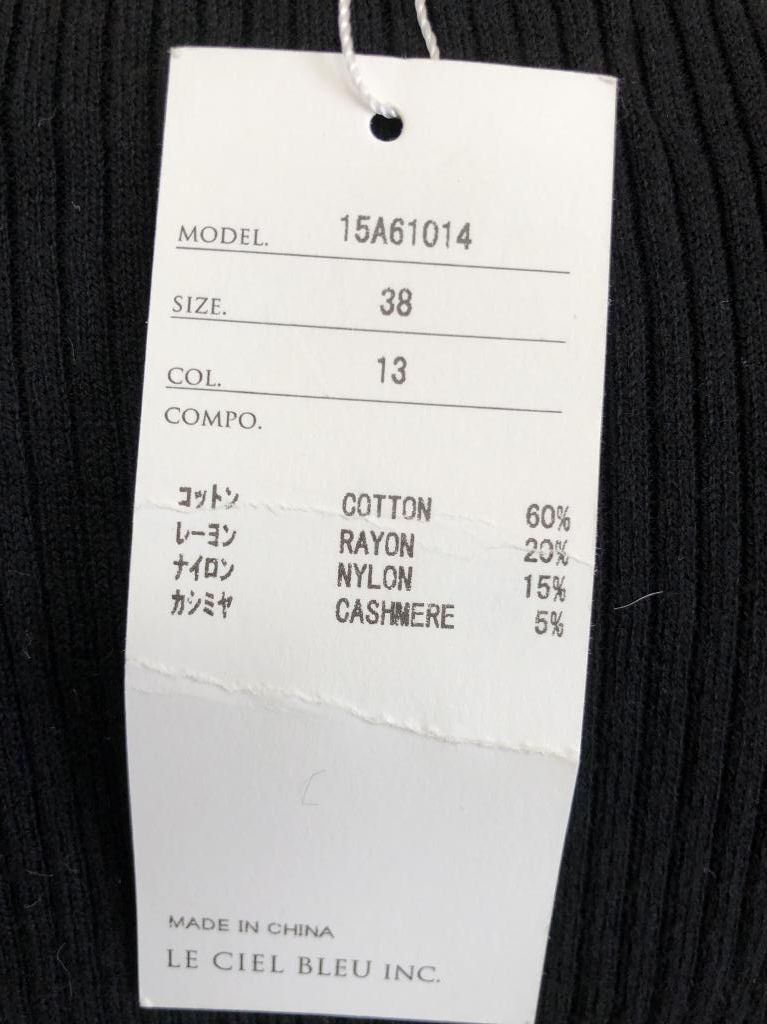 MODEL. 15A61014
SIZE. 38
COL. 13
COMPO.
コットン COTTON 60%
レーヨン RAYON 20%
ナイロン NYLON 15%
カシミヤ CASHMERE 5%
MADE IN CHINA
LE CIEL BLEU INC.